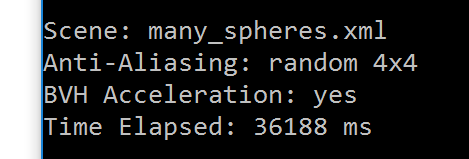 Scene: many_spheres.xml
Anti-Aliasing: random 4x4
BVH Acceleration: yes
Time Elapsed: 36188 ms